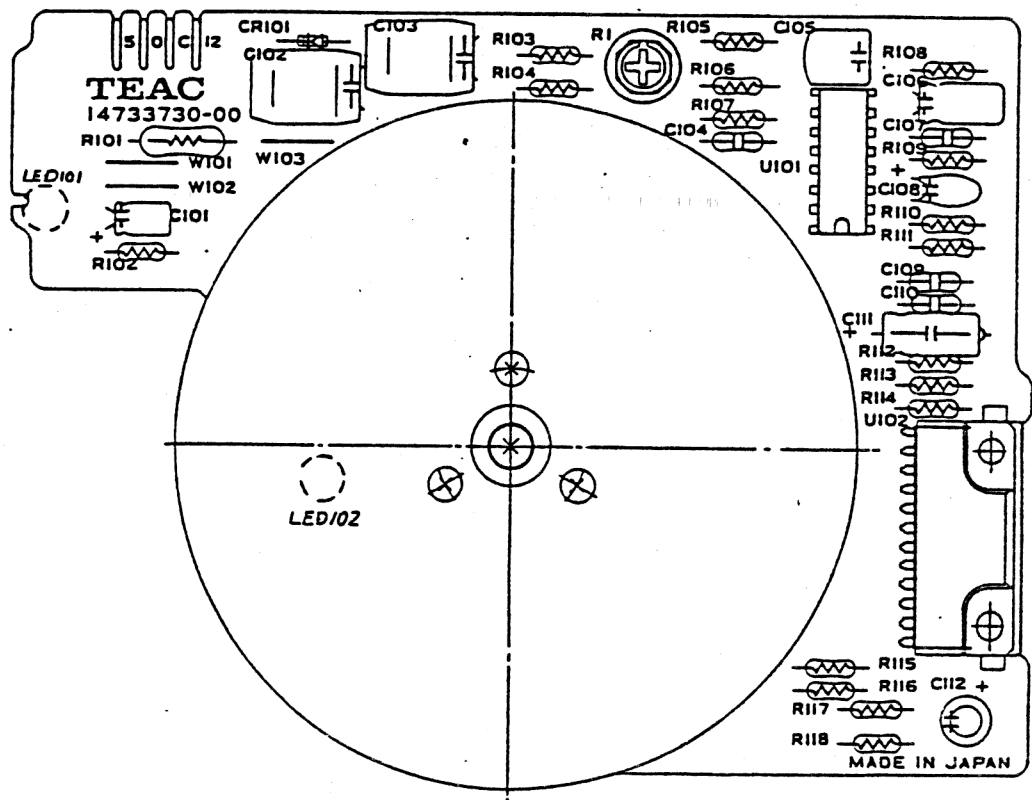 5 0 C 12
TEAC
14733730-00
CR101
C102
C103
R101
W101
W102
W103
LED101
C101
+
R102
R103
R104
R1
R105
R106
R107
C104
C105
U101
R108
C106
C107
R109
+
C108
R110
R111
C109
C110
C111
+
R112
R113
R114
U102
LED102
R115
R116
R117
R118
C112 +
MADE IN JAPAN